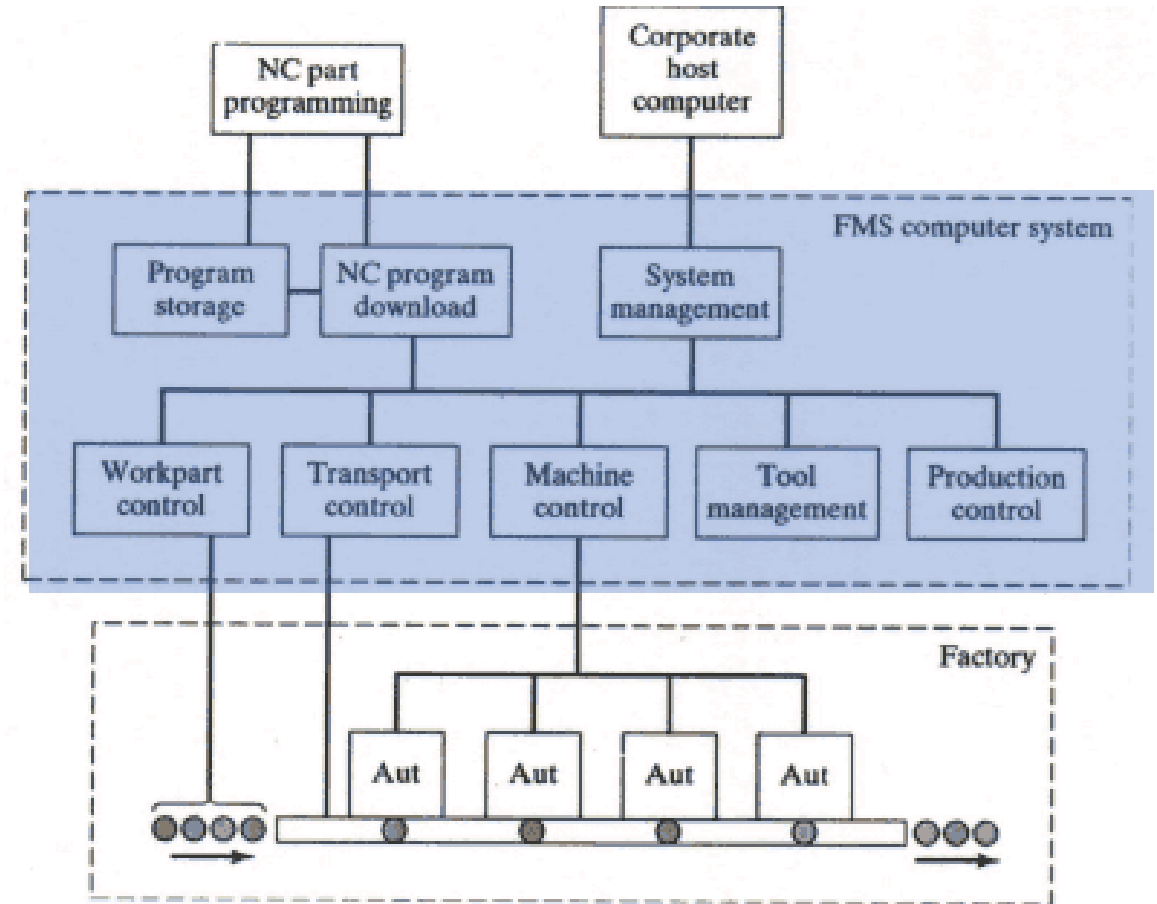 NC part
programming
Corporate
host
computer
FMS computer system
Program
storage
NC program
download
System
management
Workpart
control
Transport
control
Machine
control
Tool
management
Production
control
Factory
Aut
Aut
Aut
Aut